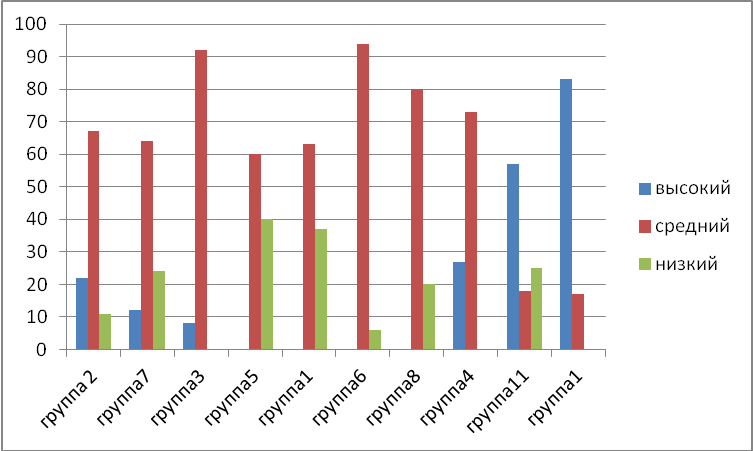 100
90
80
70
60
50
40
30
20
10
0
группа 2
группа7
группа3
группа5
группа1
группа6
группа8
группа4
группа11
группа1
высокий
средний
низкий